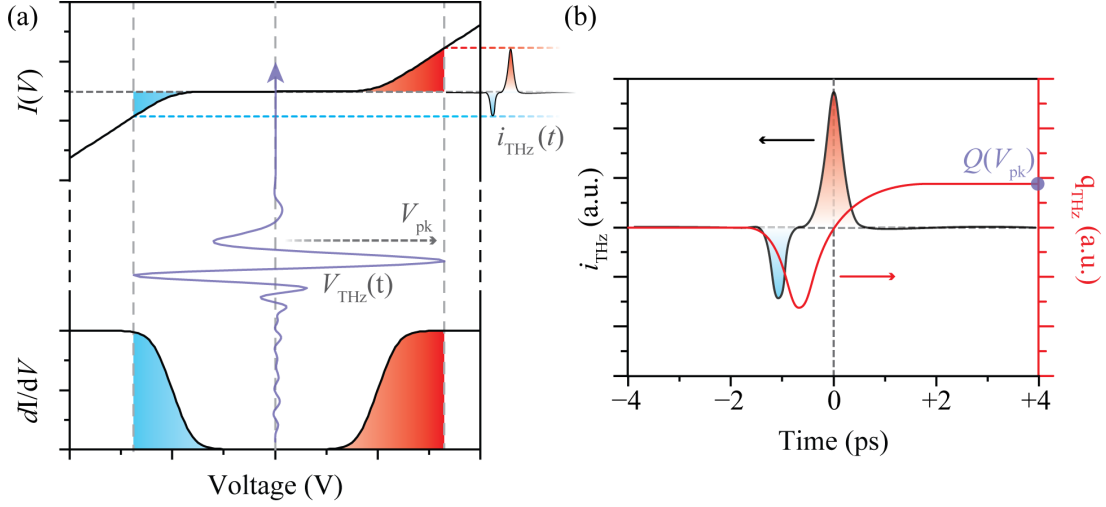 (a)
I(V)
i_THz(t)
V_pk
V_THz(t)
dI/dV
Voltage (V)
(b)
Q(V_pk)
i_THz (a.u.)
q_THz (a.u.)
−4
−2
0
+2
+4
Time (ps)